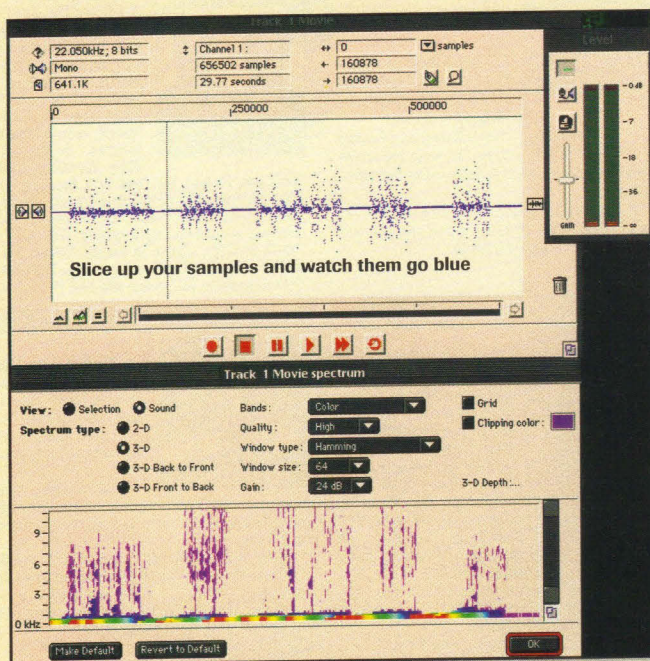 Track 1 Movie
Level
22.050kHz; 8 bits
Channel 1 :
0
samples
Mono
656502 samples
160878
641.1K
29.77 seconds
160878
0
250000
500000
-0dB
-7
-18
-36
-∞
Gain
Slice up your samples and watch them go blue
Track 1 Movie spectrum
View : Selection Sound
Bands : Color
Grid
Spectrum type : 2-D
Quality : High
Clipping color :
3-D
Window type : Hamming
3-D Back to Front
Window size : 64
3-D Front to Back
Gain : 24 dB
3-D Depth :...
9
6
3
0 kHz
Make Default
Revert to Default
OK